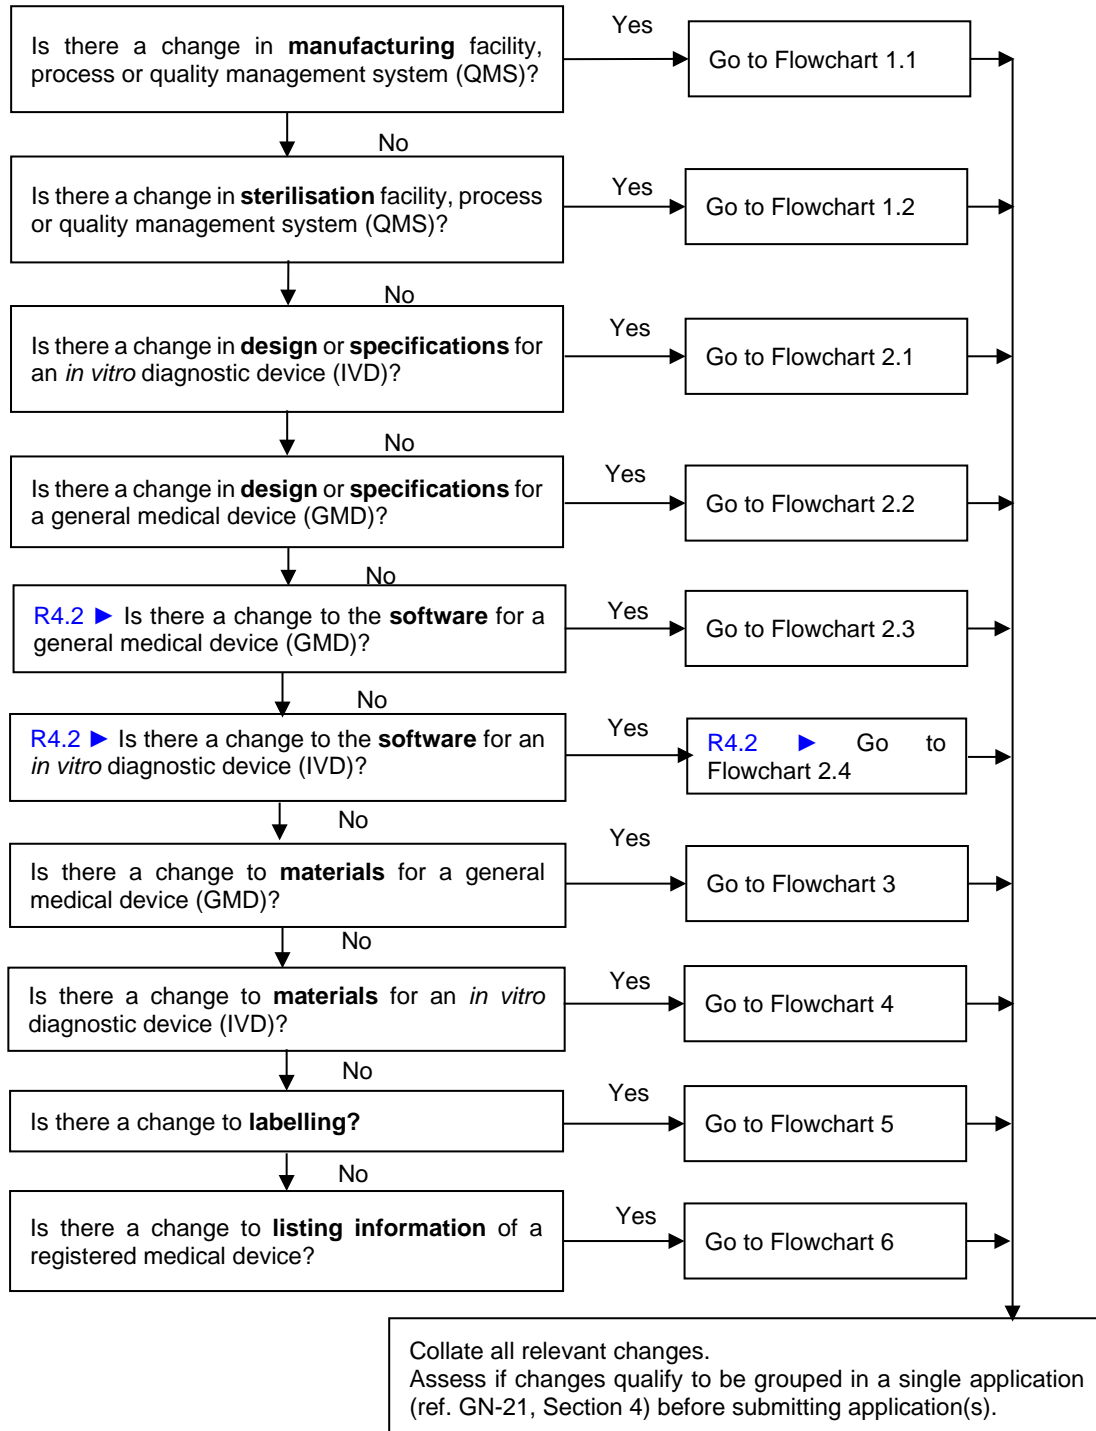 Is there a change in manufacturing facility,
process or quality management system (QMS)?
Yes
Go to Flowchart 1.1
No
Is there a change in sterilisation facility, process
or quality management system (QMS)?
Yes
Go to Flowchart 1.2
No
Is there a change in design or specifications for
an in vitro diagnostic device (IVD)?
Yes
Go to Flowchart 2.1
No
Is there a change in design or specifications for
a general medical device (GMD)?
Yes
Go to Flowchart 2.2
No
R4.2 ► Is there a change to the software for a
general medical device (GMD)?
Yes
Go to Flowchart 2.3
No
R4.2 ► Is there a change to the software for an
in vitro diagnostic device (IVD)?
Yes
R4.2 ► Go to
Flowchart 2.4
No
Is there a change to materials for a general
medical device (GMD)?
Yes
Go to Flowchart 3
No
Is there a change to materials for an in vitro
diagnostic device (IVD)?
Yes
Go to Flowchart 4
No
Is there a change to labelling?
Yes
Go to Flowchart 5
No
Is there a change to listing information of a
registered medical device?
Yes
Go to Flowchart 6
Collate all relevant changes.
Assess if changes qualify to be grouped in a single application
(ref. GN-21, Section 4) before submitting application(s).